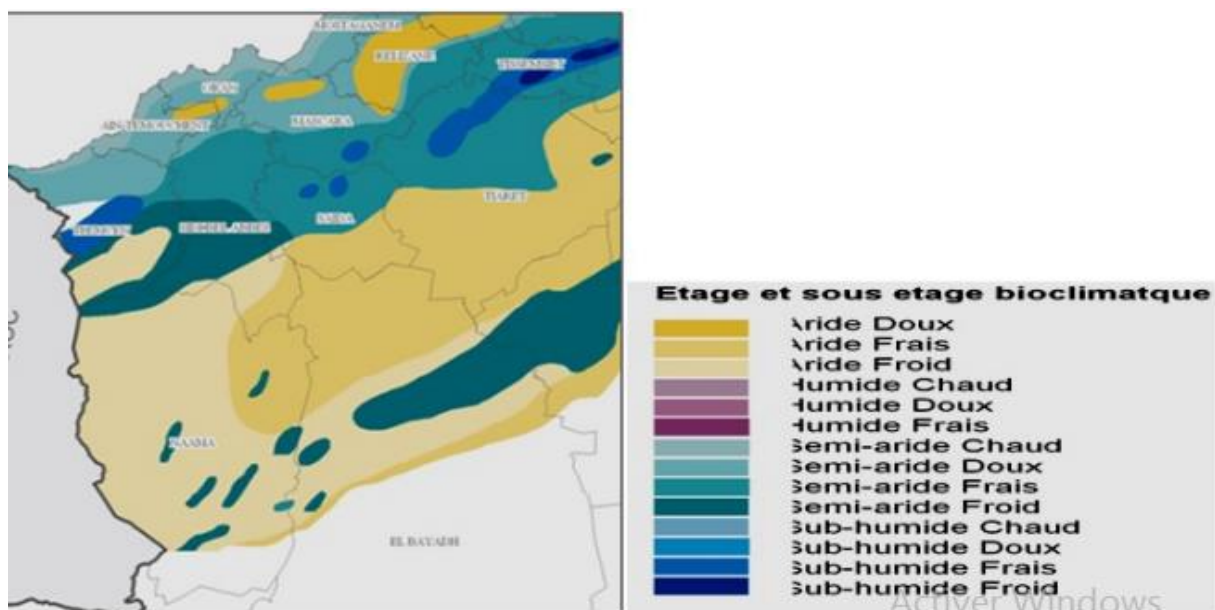 MOSTAGANEM
RELIZANE
TISSEMSILT
ORAN
MASCARA
AIN TEMOUCHENT
TIARET
SAIDA
TLEMCEN
SIDI BEL ABBES
NAAMA
EL BAYADH
Etage et sous etage bioclimatque
Aride Doux
Aride Frais
Aride Froid
Humide Chaud
Humide Doux
Humide Frais
Semi-aride Chaud
Semi-aride Doux
Semi-aride Frais
Semi-aride Froid
Sub-humide Chaud
Sub-humide Doux
Sub-humide Frais
Sub-humide Froid
Activer Windows